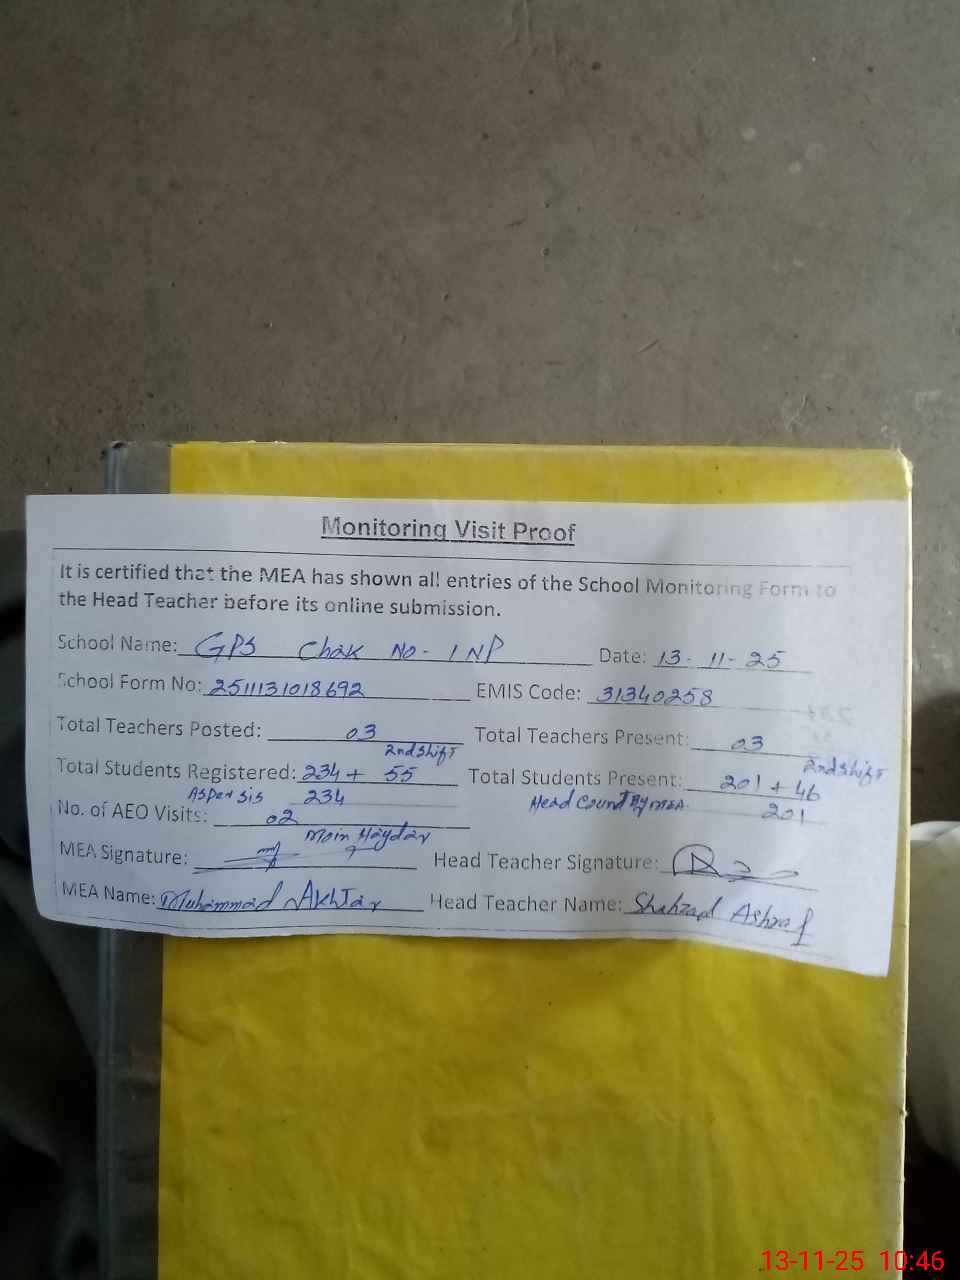 Monitoring Visit Proof
It is certified that the MEA has shown all entries of the School Monitoring Form to
the Head Teacher before its online submission.
School Name: GPS Chak No-1NP Date: 13-11-25
School Form No: 2511131018692 EMIS Code: 31340258
Total Teachers Posted: 03 Total Teachers Present: 03
2nd shift 2nd shift
Total Students Registered: 234 + 55 Total Students Present: 201 + 46
As per sis 234 Head Count By MEA 201
No. of AEO Visits: 02
Moin Haydar
MEA Signature: Head Teacher Signature:
MEA Name: Muhammad Akhtar Head Teacher Name: Shahzad Ashraf
13-11-25 10:46